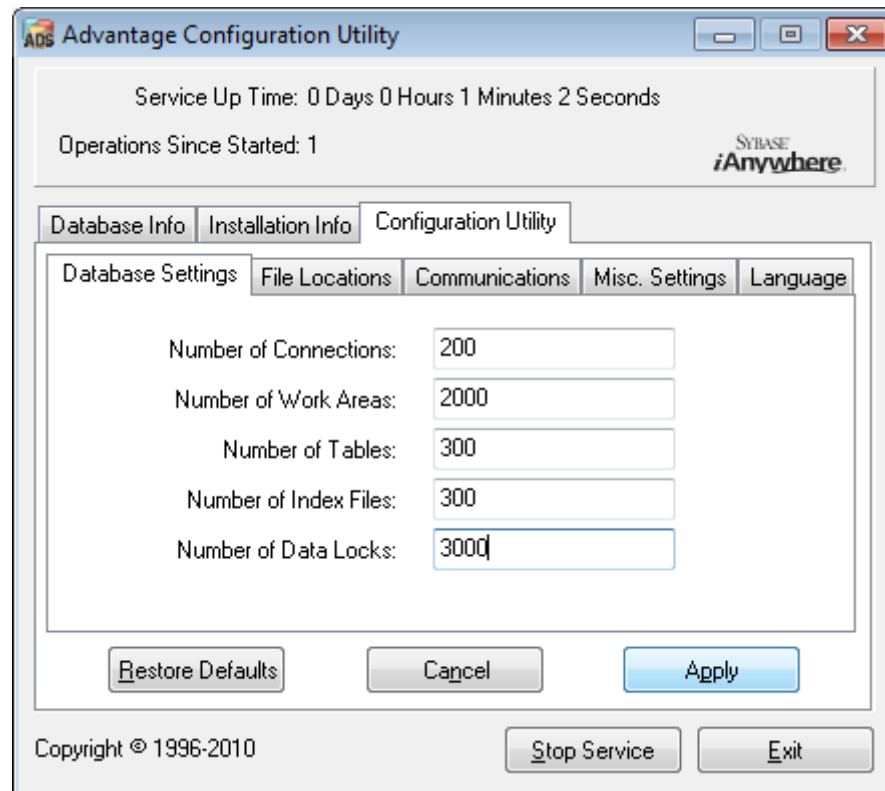 ADS Advantage Configuration Utility
Service Up Time: 0 Days 0 Hours 1 Minutes 2 Seconds
Operations Since Started: 1
SYBASE
iAnywhere.
Database Info Installation Info Configuration Utility
Database Settings File Locations Communications Misc. Settings Language
Number of Connections: 200
Number of Work Areas: 2000
Number of Tables: 300
Number of Index Files: 300
Number of Data Locks: 3000
Restore Defaults Cancel Apply
Copyright © 1996-2010 Stop Service Exit